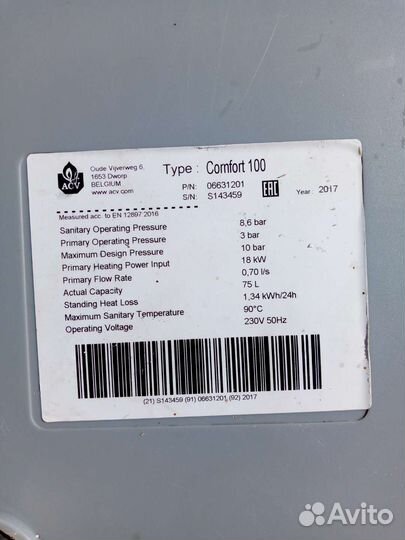 ACV
Oude Vijverweg 6,
1653 Dworp
BELGIUM
www.acv.com
Type : Comfort 100
P/N: 06631201
S/N: S143459
EAC
Year 2017
Measured acc. to EN 12897:2016
Sanitary Operating Pressure 8,6 bar
Primary Operating Pressure 3 bar
Maximum Design Pressure 10 bar
Primary Heating Power Input 18 kW
Primary Flow Rate 0,70 l/s
Actual Capacity 75 L
Standing Heat Loss 1,34 kWh/24h
Maximum Sanitary Temperature 90°C
Operating Voltage 230V 50Hz
(21) S143459 (91) 06631201 (92) 2017
Avito